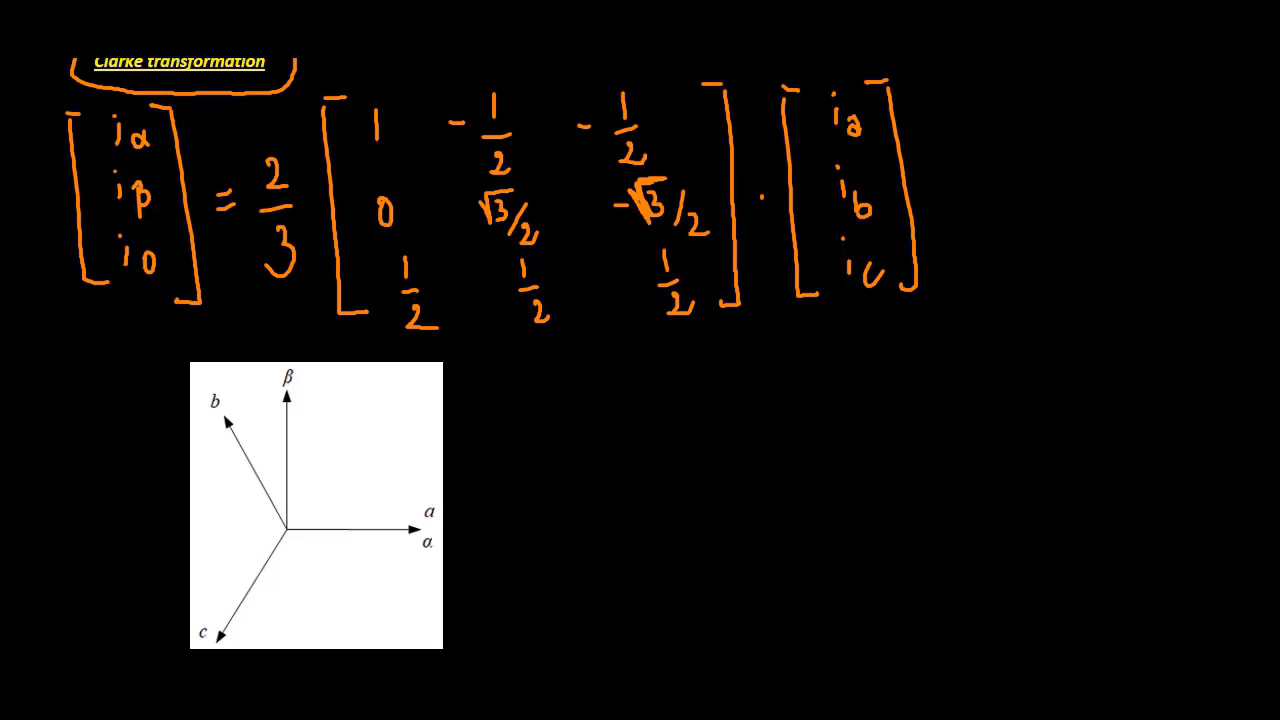 Clarke transformation
[iα iβ i0] = 2/3 [1 -1/2 -1/2
0 √3/2 -√3/2
1/2 1/2 1/2] · [ia ib ic]
β
b
a
α
c